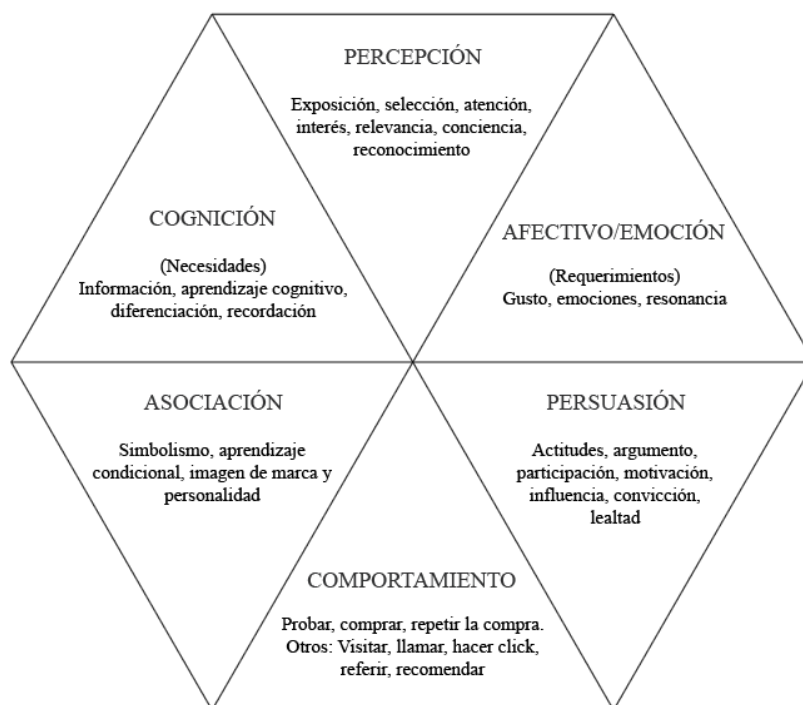 PERCEPCIÓN
Exposición, selección, atención,
interés, relevancia, conciencia,
reconocimiento
COGNICIÓN
(Necesidades)
Información, aprendizaje cognitivo,
diferenciación, recordación
AFECTIVO/EMOCIÓN
(Requerimientos)
Gusto, emociones, resonancia
ASOCIACIÓN
Simbolismo, aprendizaje
condicional, imagen de marca y
personalidad
PERSUASIÓN
Actitudes, argumento,
participación, motivación,
influencia, convicción,
lealtad
COMPORTAMIENTO
Probar, comprar, repetir la compra.
Otros: Visitar, llamar, hacer click,
referir, recomendar